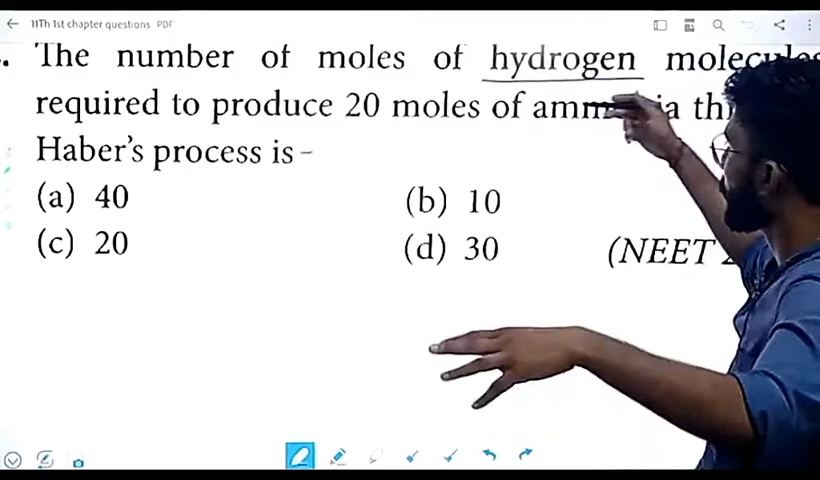 11Th 1st chapter questions PDF
The number of moles of hydrogen
required to produce 20 moles of
Haber's process is -
(a) 40 (b) 10
(c) 20 (d) 30 (NEET